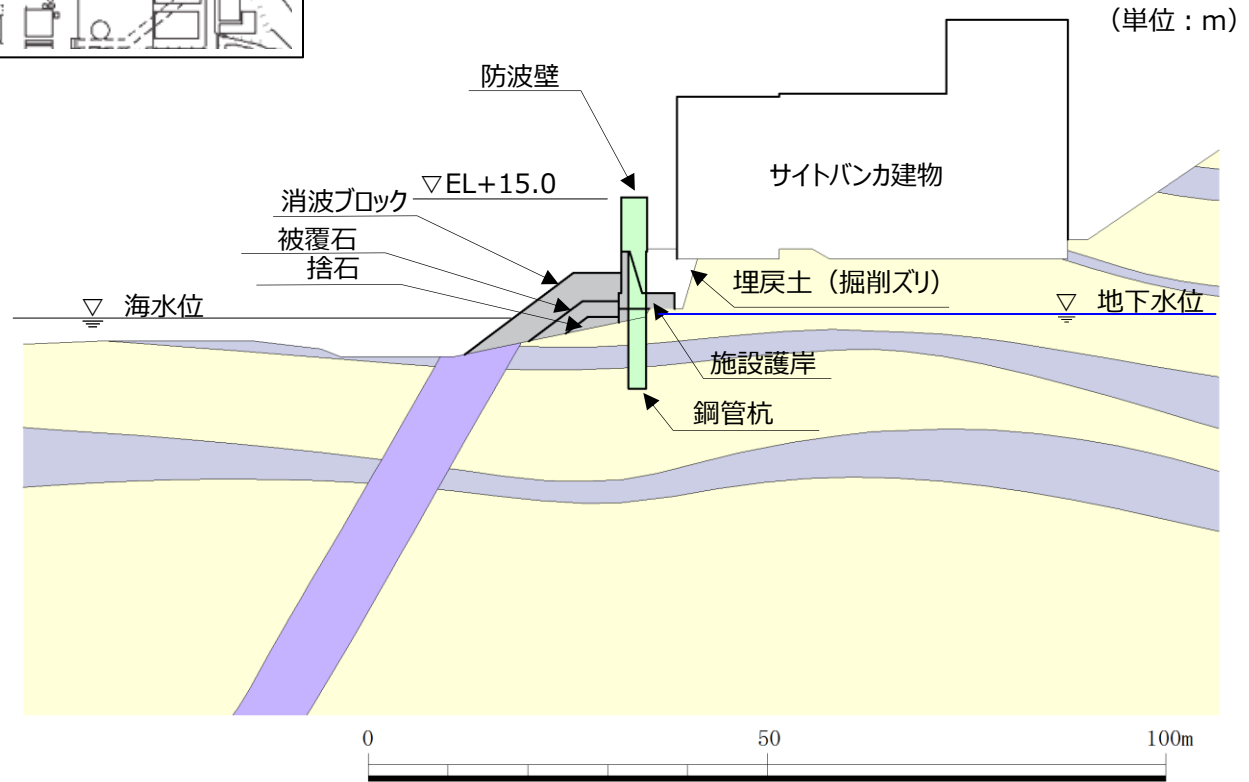 （単位：m）
防波壁
▽EL+15.0
サイトバンカ建物
消波ブロック
被覆石
捨石
埋戻土（掘削ズリ）
▽ 海水位
▽ 地下水位
施設護岸
鋼管杭
0 50 100m